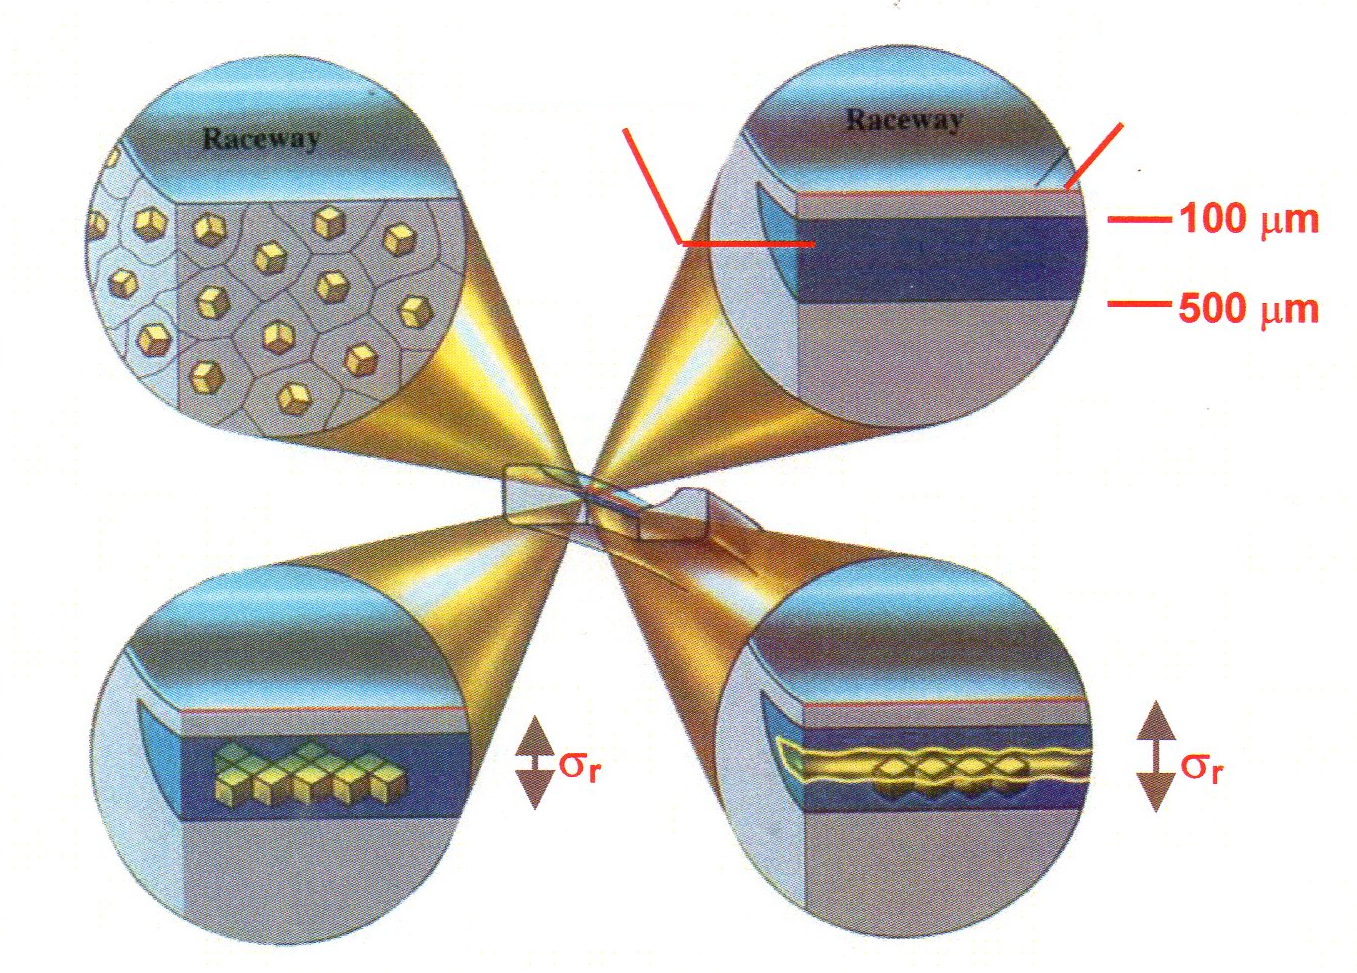 Raceway
Raceway
100 μm
500 μm
σr
σr